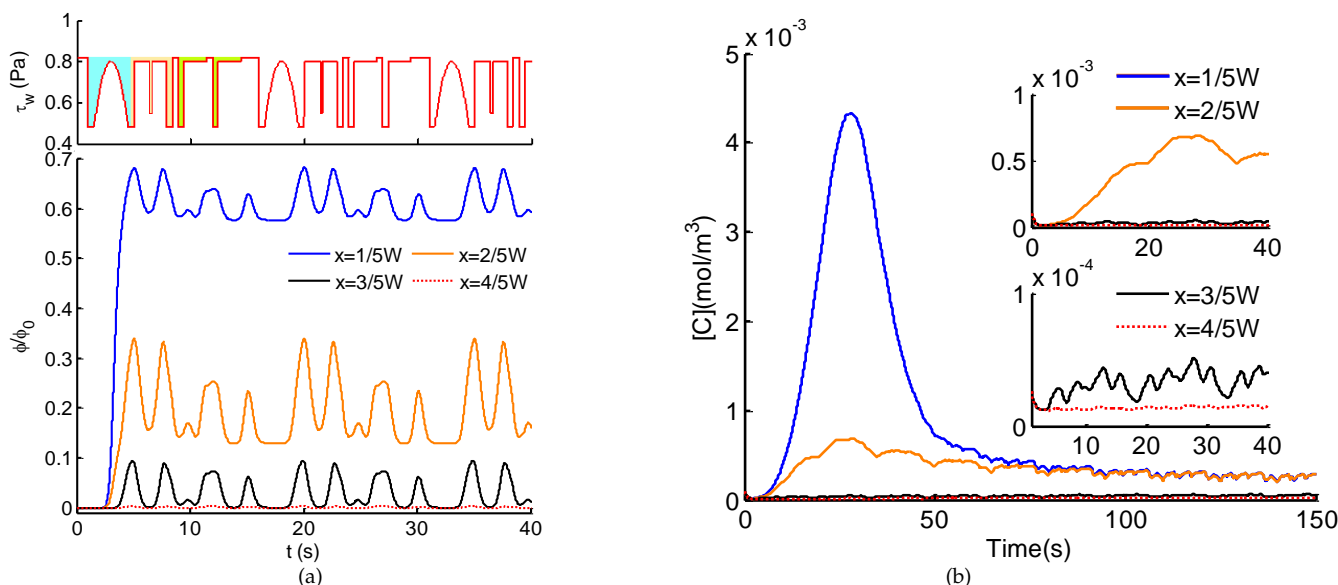 1
0.8
0.6
0.4
τw (Pa)
0.7
0.6
0.5
0.4
0.3
0.2
0.1
0
ϕ/ϕ0
x=1/5W x=2/5W
x=3/5W x=4/5W
0 10 20 30 40
t (s)
(a)
x 10-3
5
4
3
2
1
0
[C](mol/m3)
x 10-3
1
0.5
0
x=1/5W
x=2/5W
0 20 40
x 10-4
1
0
x=3/5W
x=4/5W
10 20 30 40
0 50 100 150
Time(s)
(b)